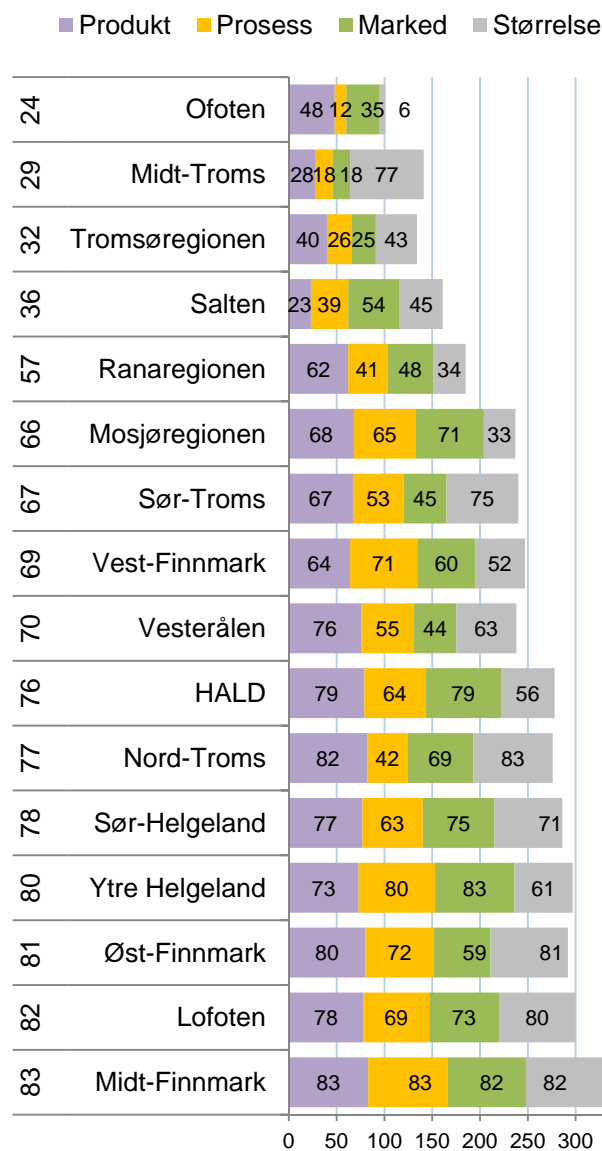 Produkt Prosess Marked Størrelse
24 Ofoten 48 12 35 6
29 Midt-Troms 28 18 18 77
32 Tromsøregionen 40 26 25 43
36 Salten 23 39 54 45
57 Ranaregionen 62 41 48 34
66 Mosjøregionen 68 65 71 33
67 Sør-Troms 67 53 45 75
69 Vest-Finnmark 64 71 60 52
70 Vesterålen 76 55 44 63
76 HALD 79 64 79 56
77 Nord-Troms 82 42 69 83
78 Sør-Helgeland 77 63 75 71
80 Ytre Helgeland 73 80 83 61
81 Øst-Finnmark 80 72 59 81
82 Lofoten 78 69 73 80
83 Midt-Finnmark 83 83 82 82
0 50 100 150 200 250 300